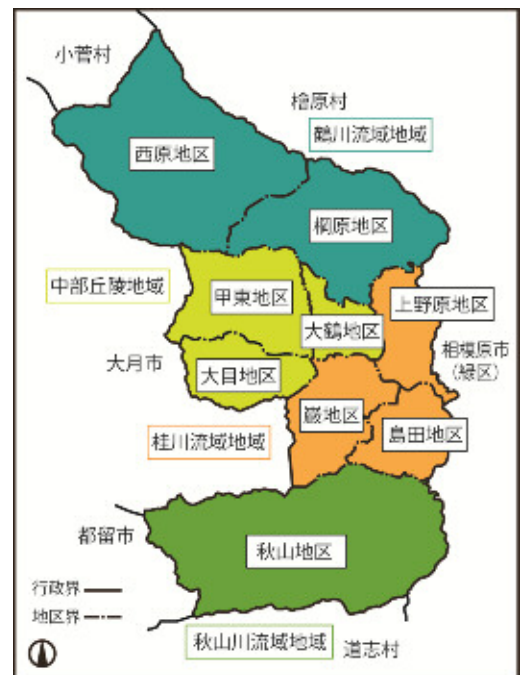 小菅村
檜原村
鶴川流域地域
西原地区
棡原地区
中部丘陵地域
甲東地区
上野原地区
大鶴地区
相模原市
(緑区)
大月市
大目地区
巌地区
島田地区
桂川流域地域
都留市
秋山地区
行政界
地区界
秋山川流域地域
道志村